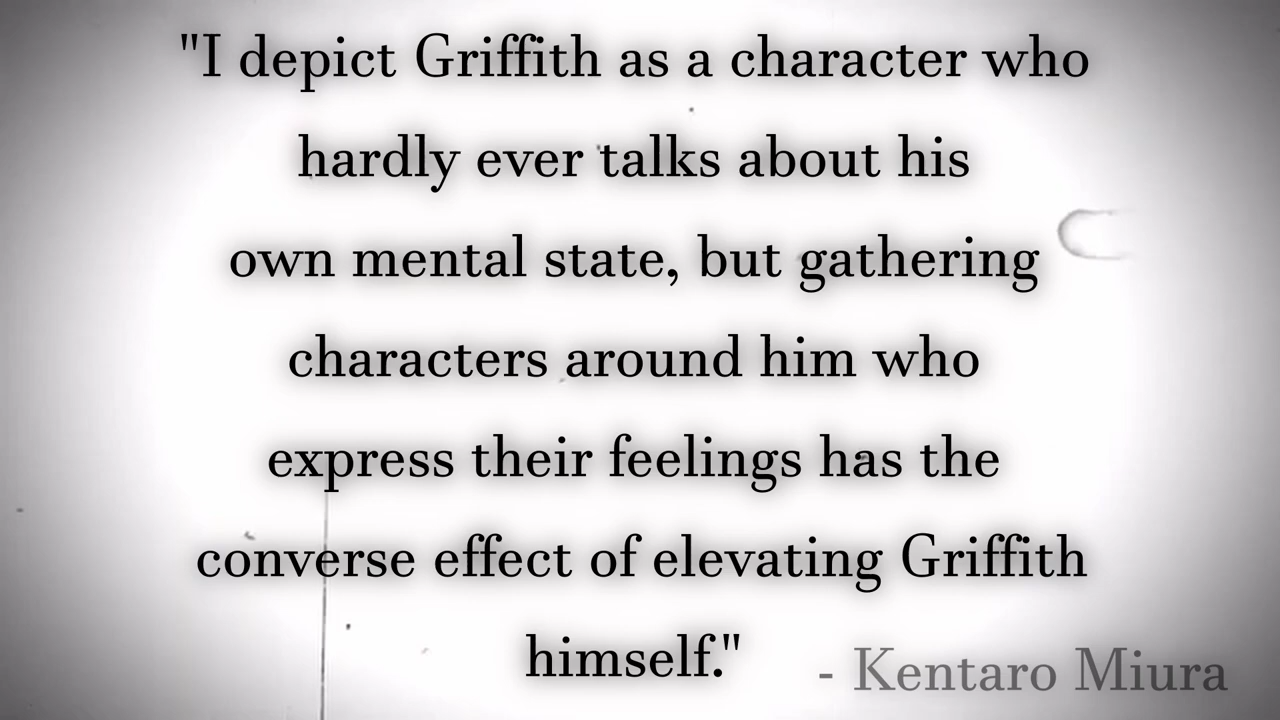 "I depict Griffith as a character who
hardly ever talks about his
own mental state, but gathering
characters around him who
express their feelings has the
converse effect of elevating Griffith
himself."
- Kentaro Miura